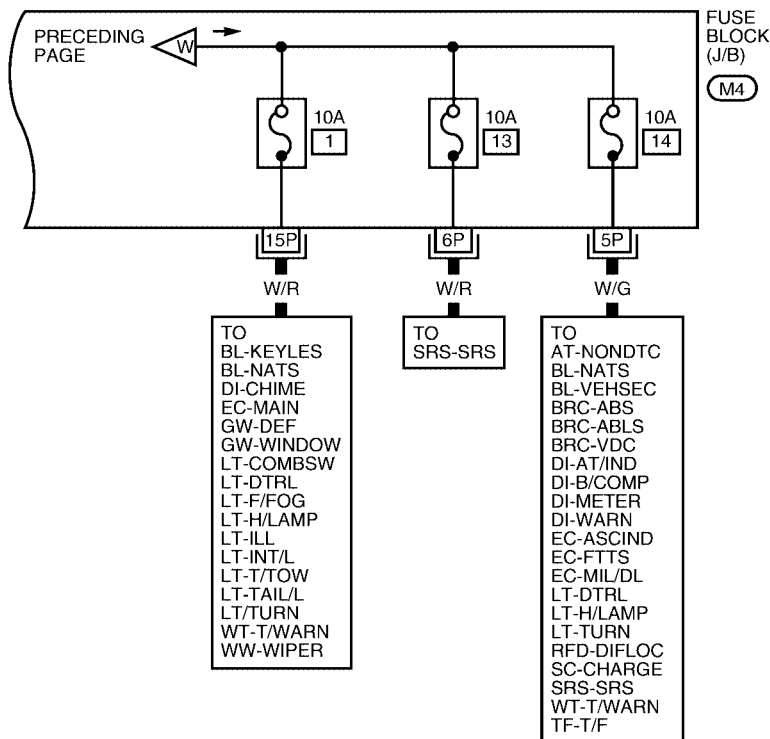 PRECEDING
PAGE
W
FUSE
BLOCK
(J/B)
M4
10A
1
10A
13
10A
14
15P
6P
5P
W/R
W/R
W/G
TO
BL-KEYLES
BL-NATS
DI-CHIME
EC-MAIN
GW-DEF
GW-WINDOW
LT-COMBSW
LT-DTRL
LT-F/FOG
LT-H/LAMP
LT-ILL
LT-INT/L
LT-T/TOW
LT-TAIL/L
LT/TURN
WT-T/WARN
WW-WIPER
TO
SRS-SRS
TO
AT-NONDTC
BL-NATS
BL-VEHSEC
BRC-ABS
BRC-ABLS
BRC-VDC
DI-AT/IND
DI-B/COMP
DI-METER
DI-WARN
EC-ASCIND
EC-FTTS
EC-MIL/DL
LT-DTRL
LT-H/LAMP
LT-TURN
RFD-DIFLOC
SC-CHARGE
SRS-SRS
WT-T/WARN
TF-T/F